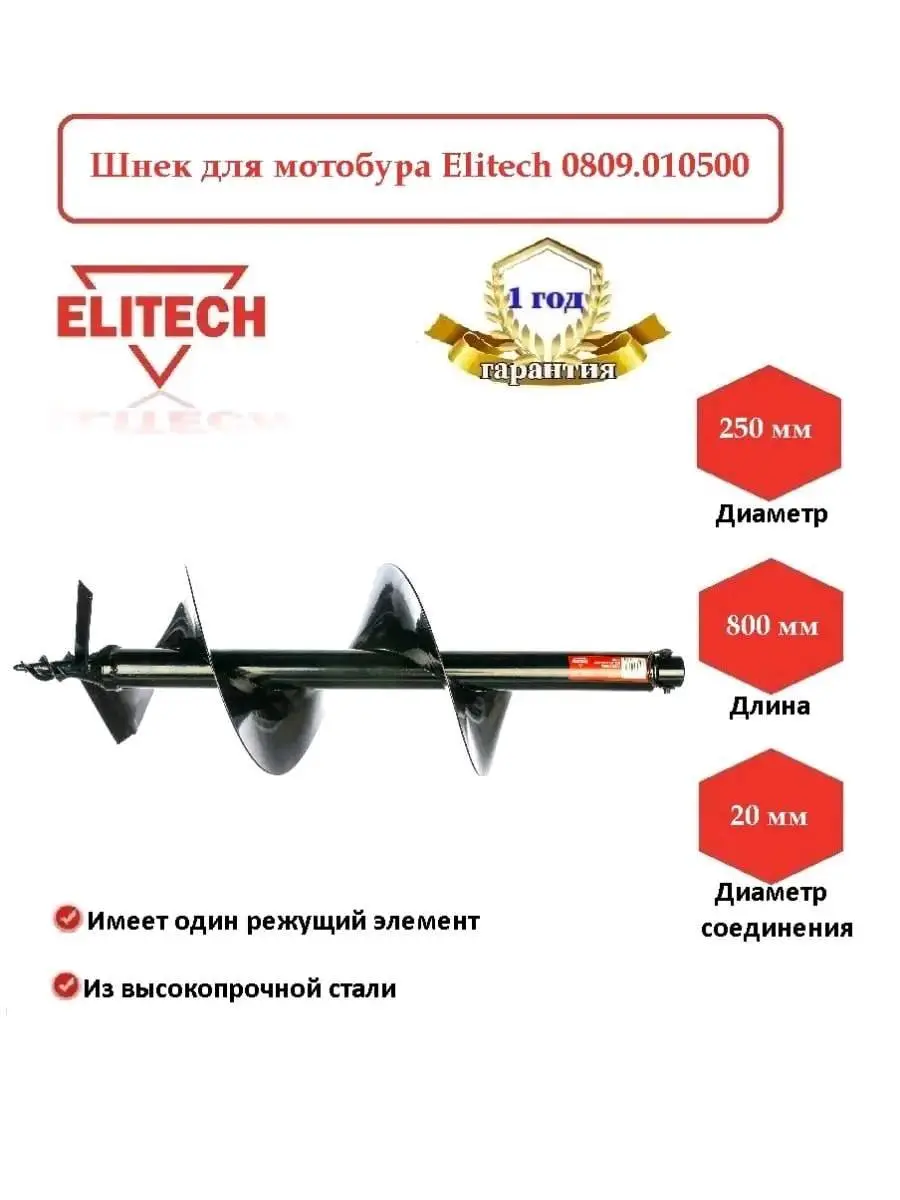 Шнек для мотобура Elitech 0809.010500
ELITECH
1 год
гарантия
250 мм
Диаметр
800 мм
Длина
20 мм
Диаметр
соединения
Имеет один режущий элемент
Из высокопрочной стали